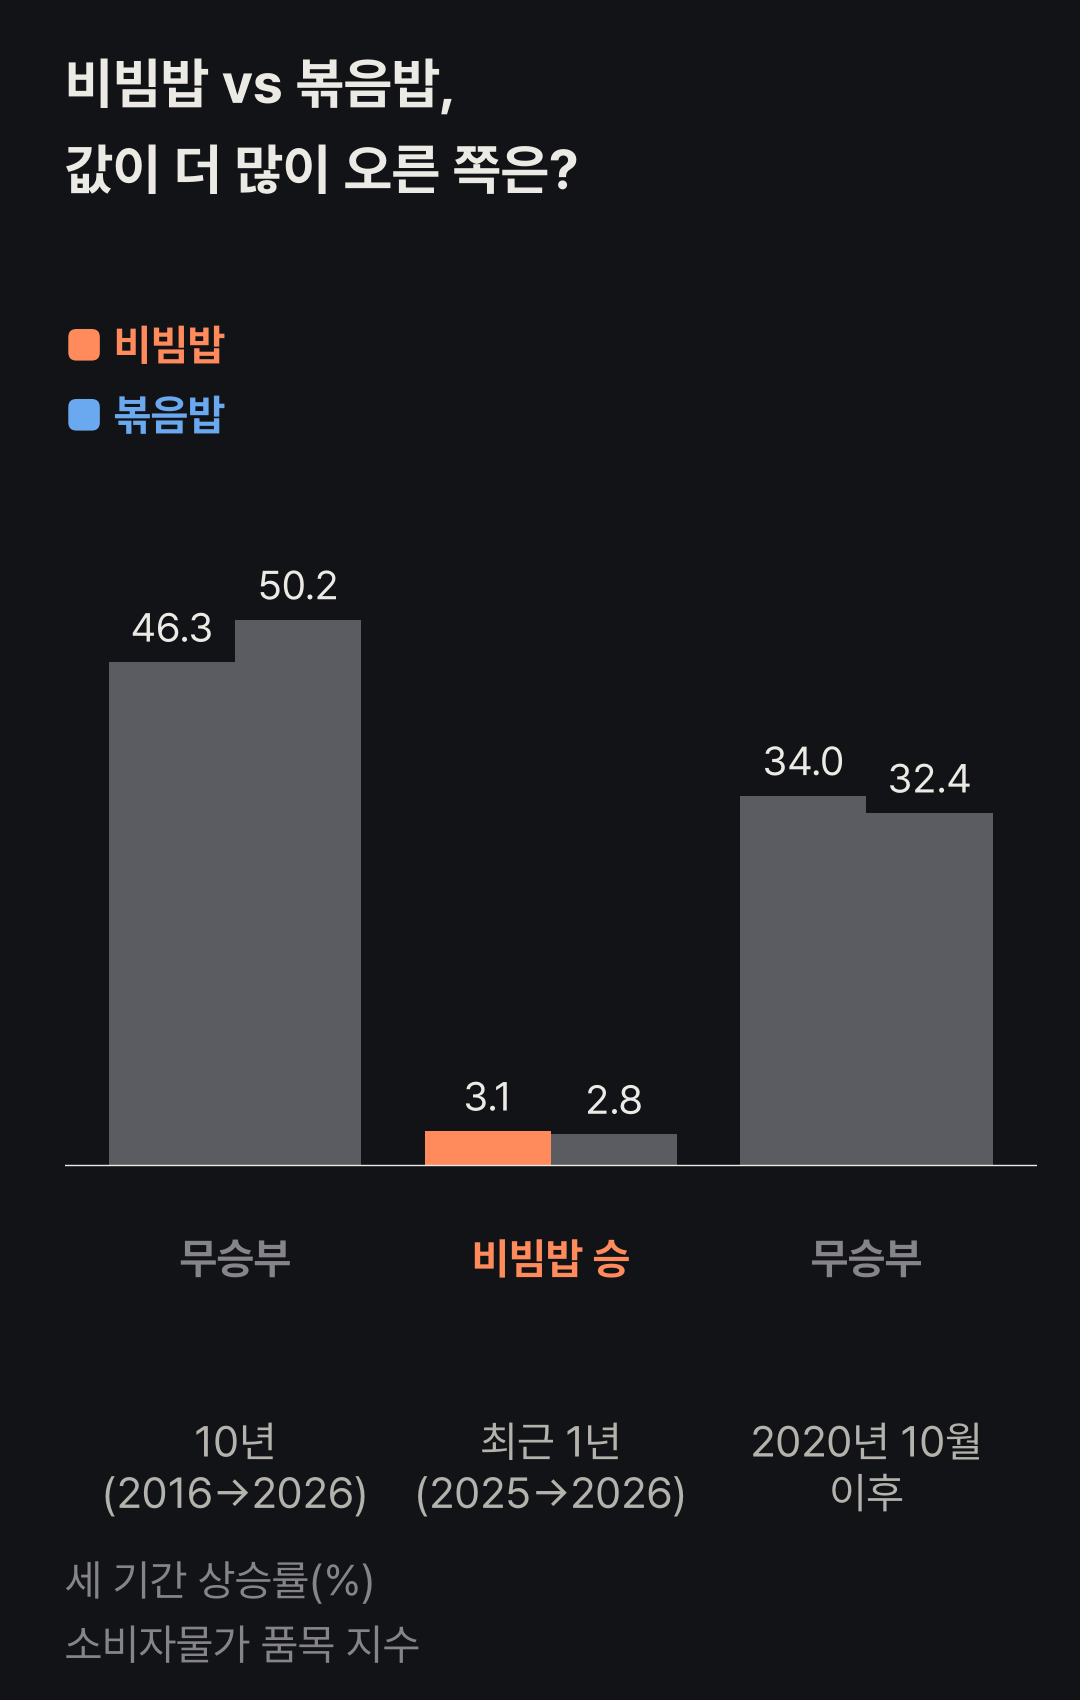 비빔밥 vs 볶음밥,
값이 더 많이 오른 쪽은?
비빔밥
볶음밥
46.3
50.2
3.1
2.8
34.0
32.4
무승부
비빔밥 승
무승부
10년
(2016→2026)
최근 1년
(2025→2026)
2020년 10월
이후
세 기간 상승률(%)
소비자물가 품목 지수